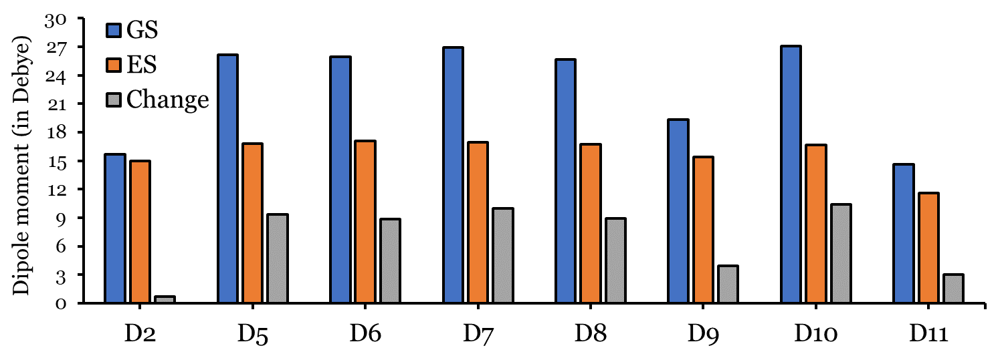 Dipole moment (in Debye)
30
27
24
21
18
15
12
9
6
3
0
GS
ES
Change
D2 D5 D6 D7 D8 D9 D10 D11